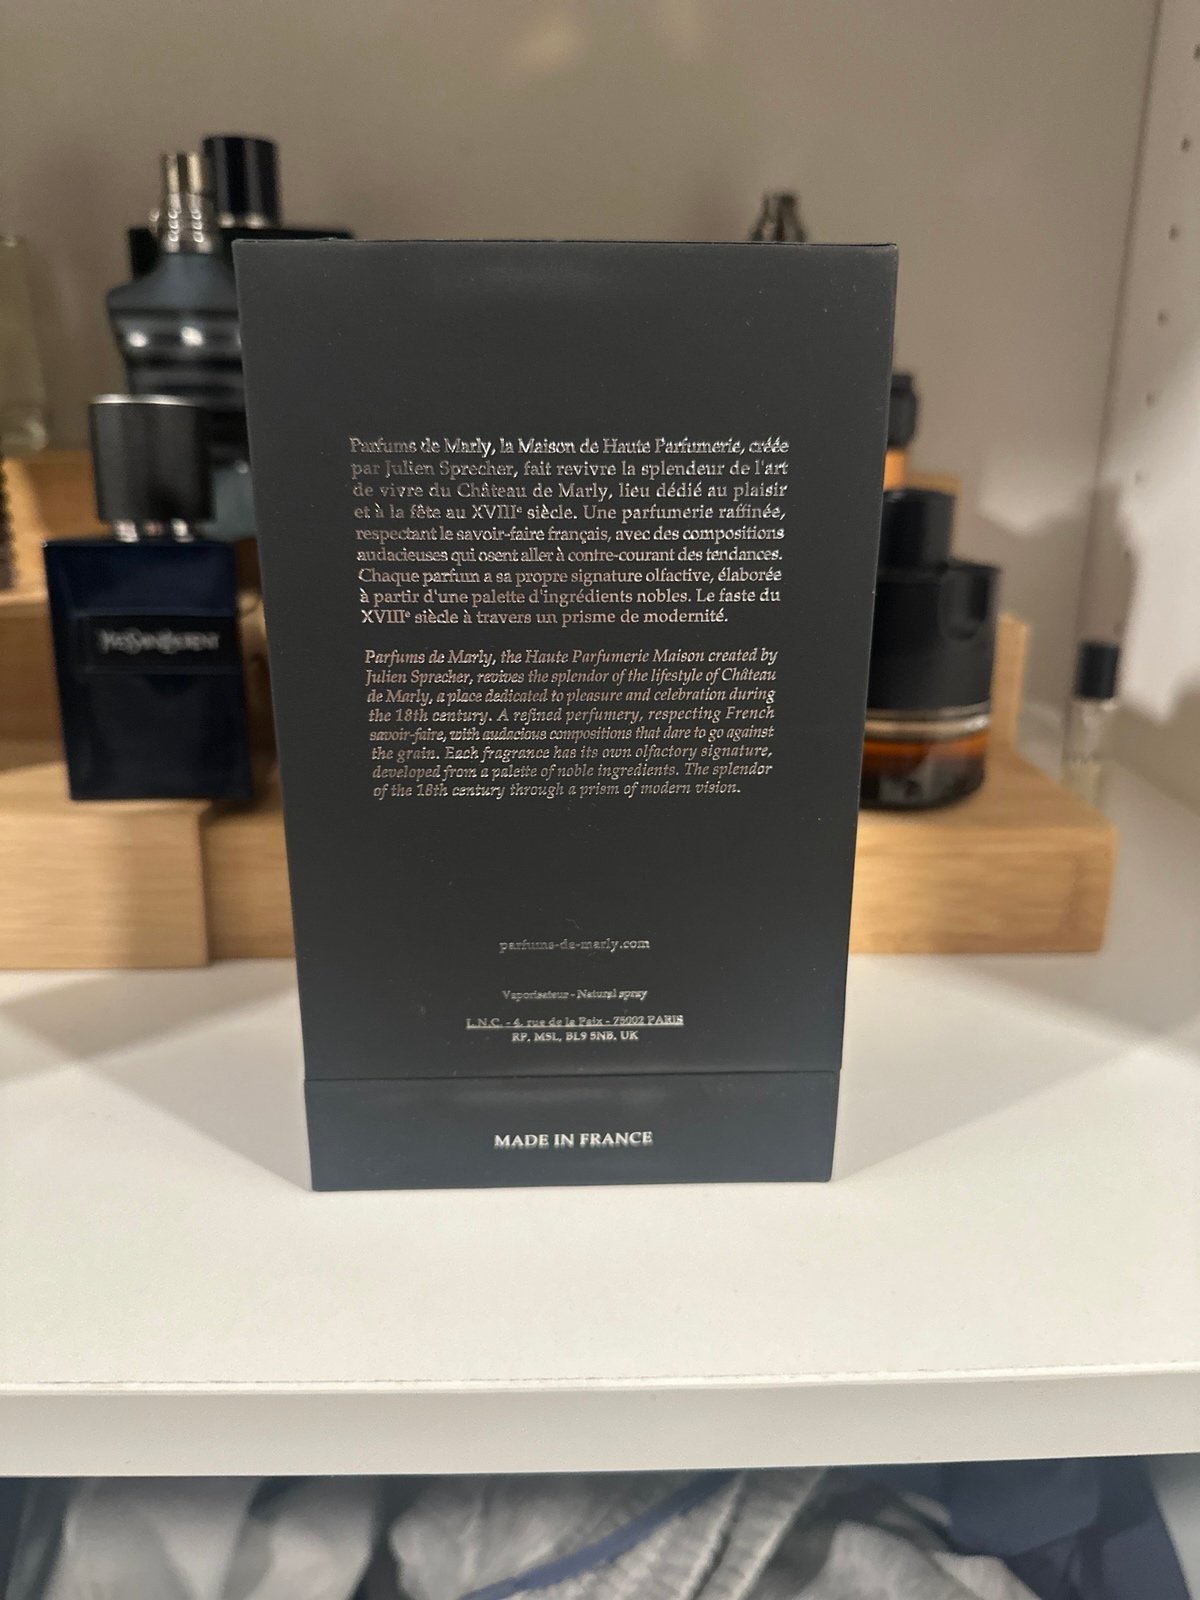 Parfums de Marly, la Maison de Haute Parfumerie, créée
par Julien Sprecher, fait revivre la splendeur de l'art
de vivre du Château de Marly, lieu dédié au plaisir
et à la fête au XVIIIe siècle. Une parfumerie raffinée,
respectant le savoir-faire français, avec des compositions
audacieuses qui osent aller à contre-courant des tendances.
Chaque parfum a sa propre signature olfactive, élaborée
à partir d'une palette d'ingrédients nobles. Le faste du
XVIIIe siècle à travers un prisme de modernité.
Parfums de Marly, the Haute Parfumerie Maison created by
Julien Sprecher, revives the splendor of the lifestyle of Château
de Marly, a place dedicated to pleasure and celebration during
the 18th century. A refined perfumery, respecting French
savoir-faire, with audacious compositions that dare to go against
the grain. Each fragrance has its own olfactory signature,
developed from a palette of noble ingredients. The splendor
of the 18th century through a prism of modern vision.
parfums-de-marly.com
Vaporisateur - Natural spray
L.N.C. - 4, rue de la Paix - 75002 PARIS
RP, MSL, BL9 5NB, UK
MADE IN FRANCE
YVESSAINTLAURENT